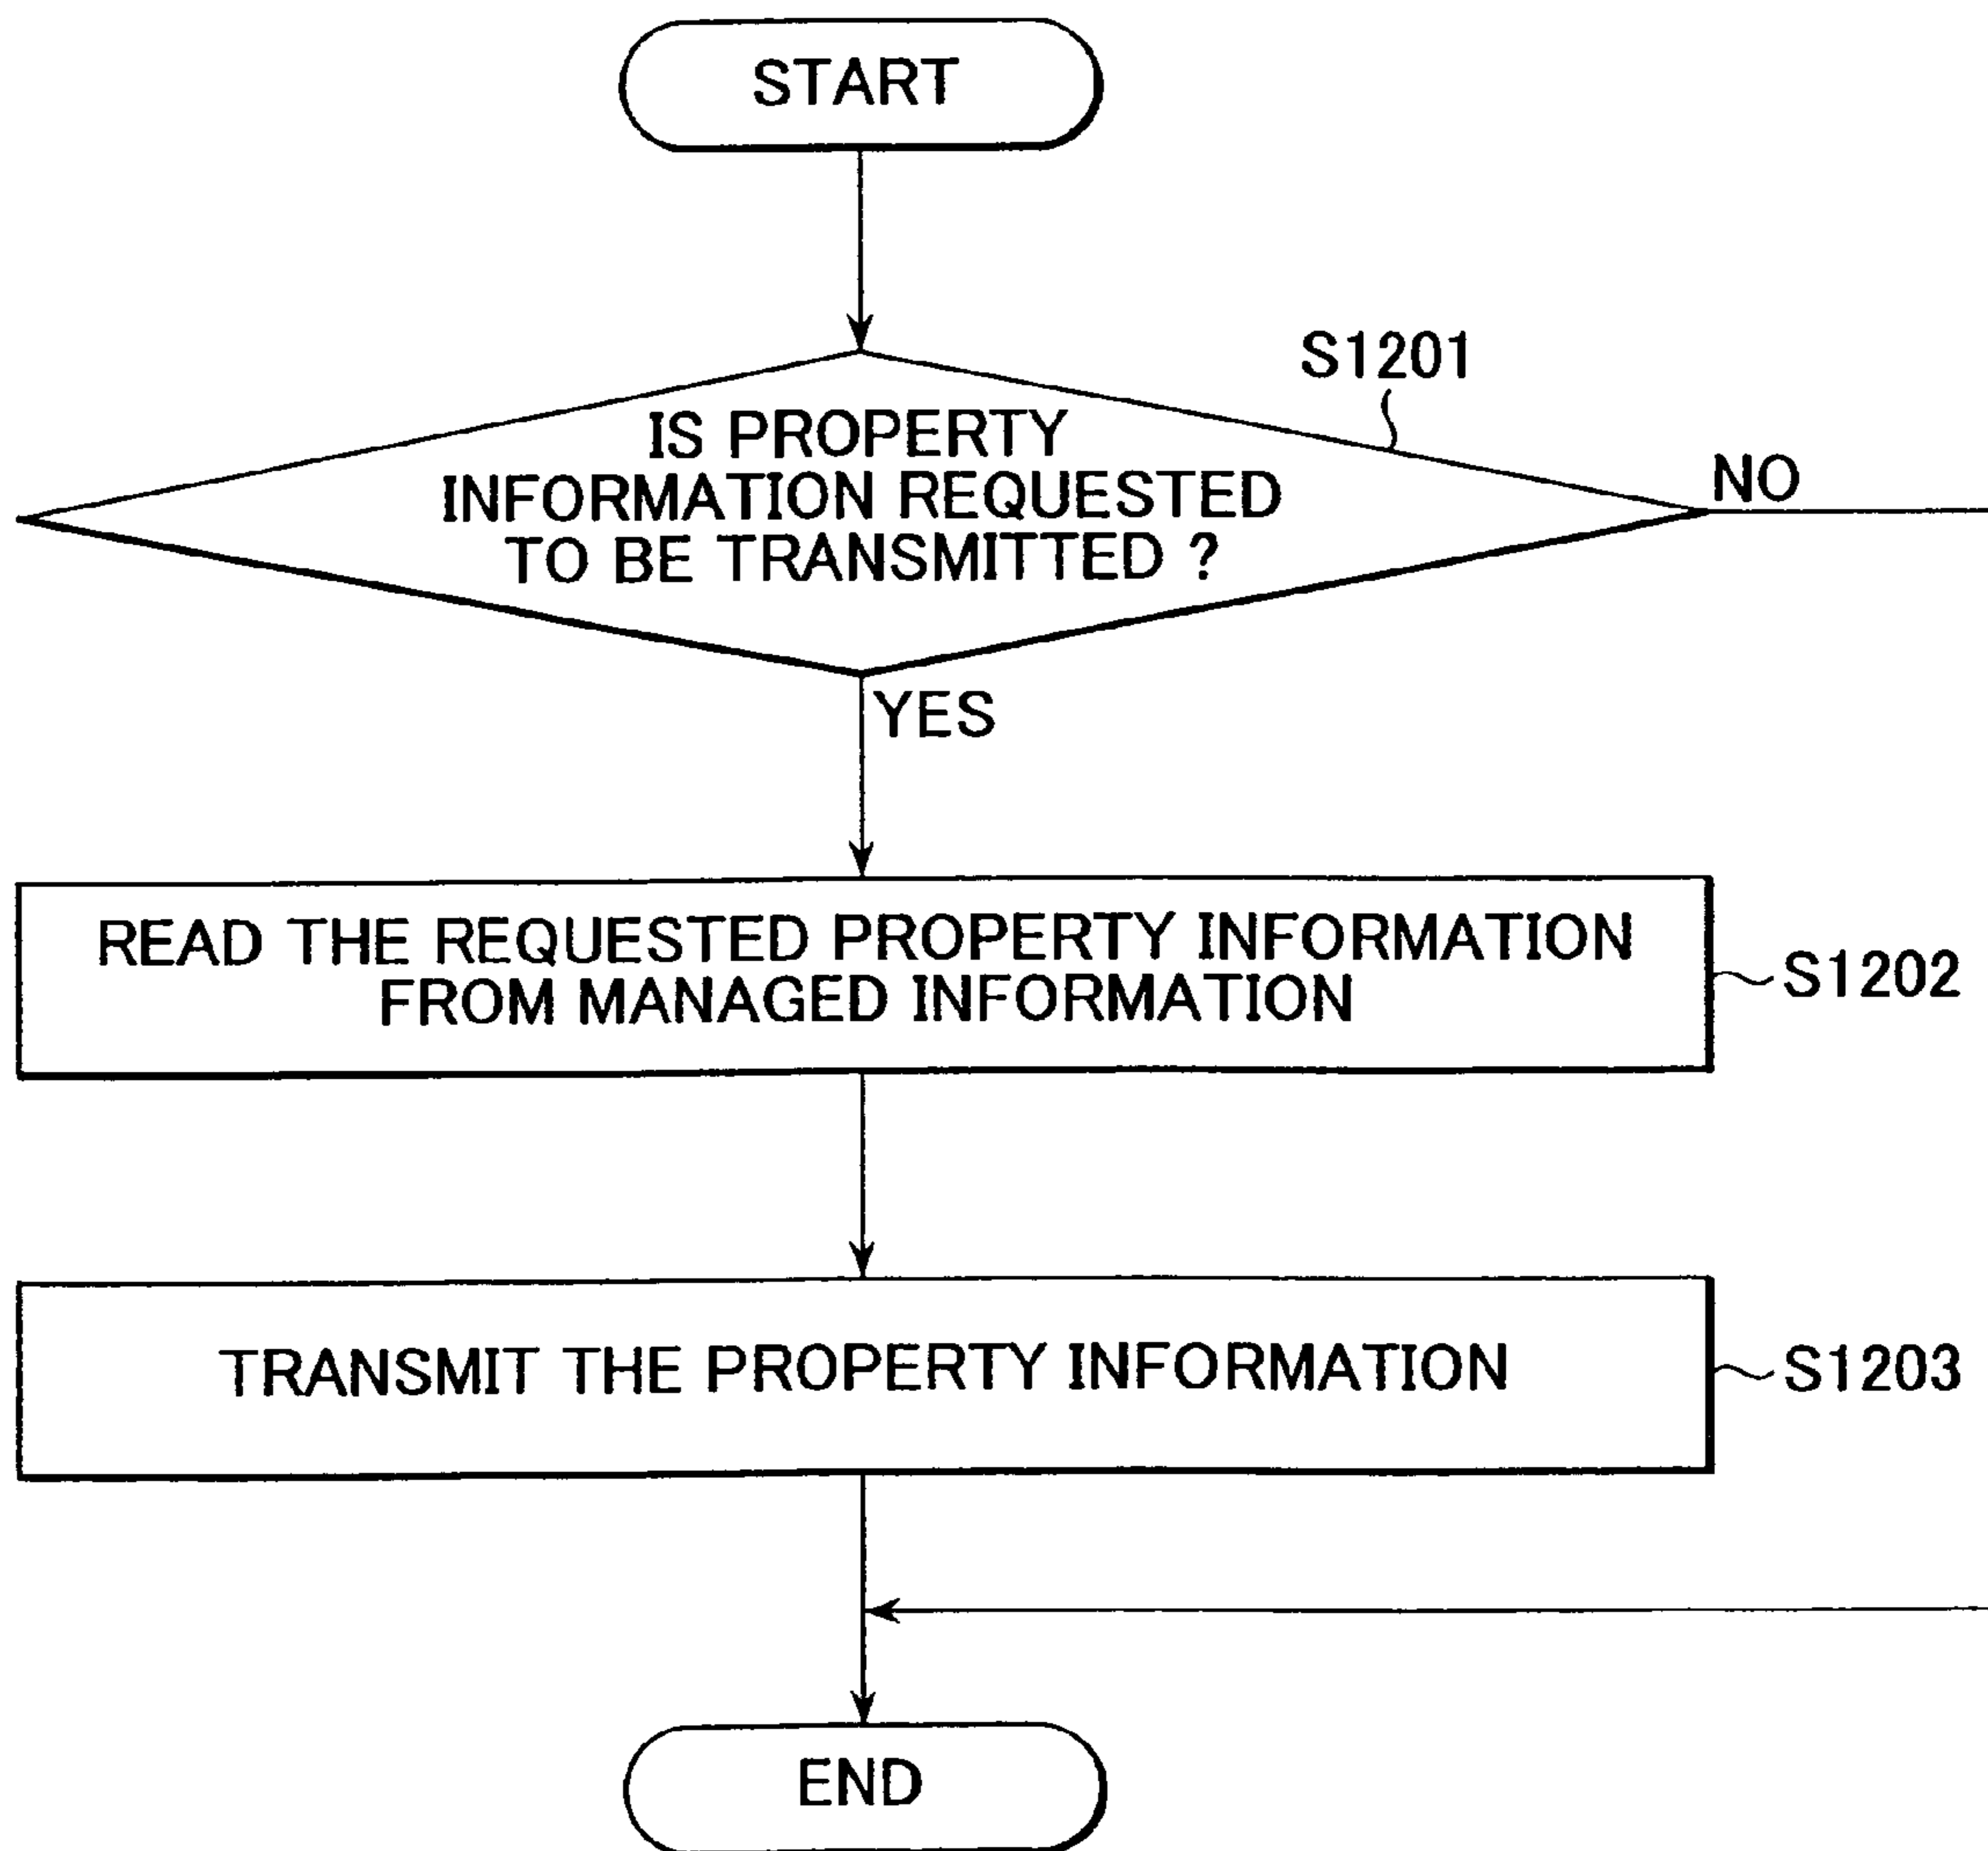 START
S1201
IS PROPERTY
INFORMATION REQUESTED
TO BE TRANSMITTED ?
NO
YES
READ THE REQUESTED PROPERTY INFORMATION
FROM MANAGED INFORMATION
S1202
TRANSMIT THE PROPERTY INFORMATION
S1203
END